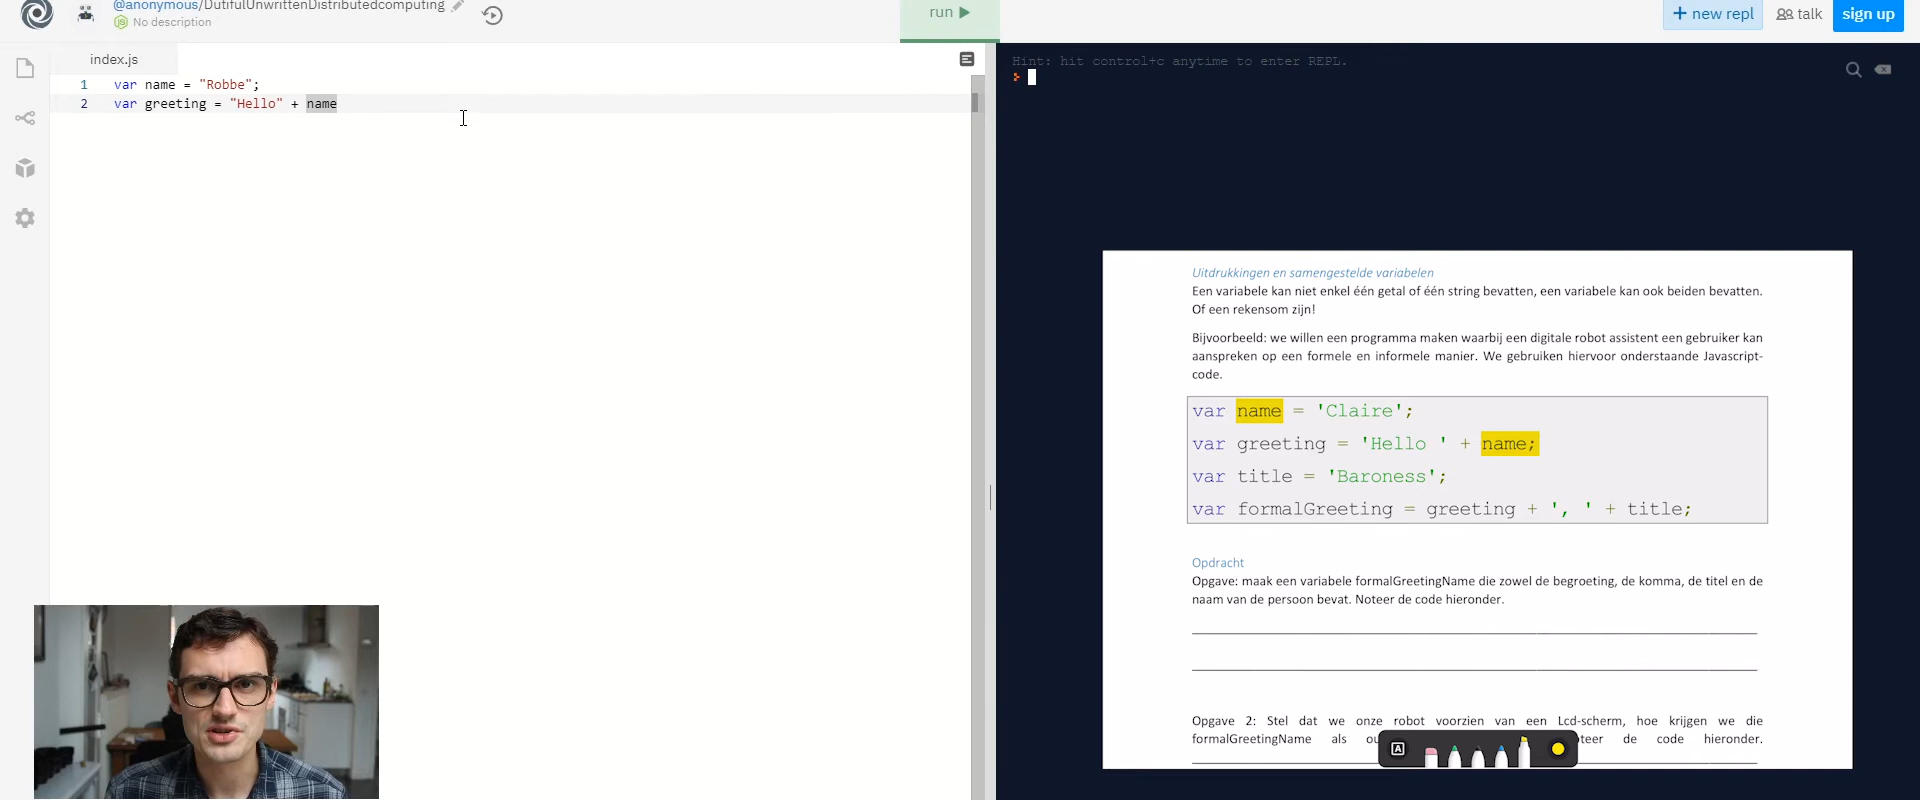 @anonymous/DutifulUnwrittenDistributedcomputing
No description
run
+ new repl
talk
sign up
index.js
1 var name = "Robbe";
2 var greeting = "Hello" + name
Hint: hit control+c anytime to enter REPL.
Uitdrukkingen en samengestelde variabelen
Een variabele kan niet enkel één getal of één string bevatten, een variabele kan ook beiden bevatten.
Of een rekensom zijn!
Bijvoorbeeld: we willen een programma maken waarbij een digitale robot assistent een gebruiker kan
aanspreken op een formele en informele manier. We gebruiken hiervoor onderstaande Javascript-
code.
var name = 'Claire';
var greeting = 'Hello ' + name;
var title = 'Baroness';
var formalGreeting = greeting + ', ' + title;
Opdracht
Opgave: maak een variabele formalGreetingName die zowel de begroeting, de komma, de titel en de
naam van de persoon bevat. Noteer de code hieronder.
Opgave 2: Stel dat we onze robot voorzien van een Lcd-scherm, hoe krijgen we die
formalGreetingName als de code hieronder.
A